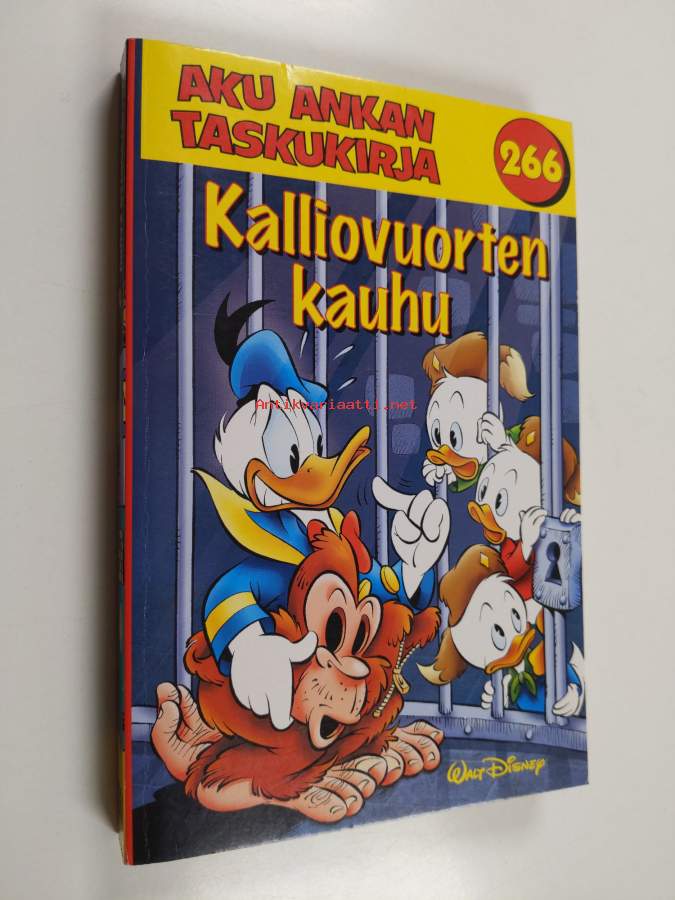 AKU ANKAN
TASKUKIRJA
266
Kalliovuorten
kauhu
Antikvariaatti.net
WALT DISNEY